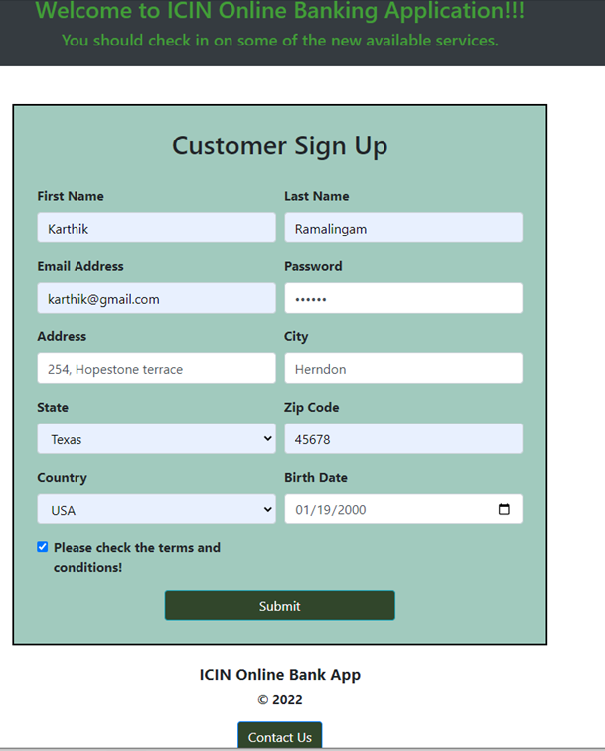 Welcome to ICIN Online Banking Application!!!
You should check in on some of the new available services.
Customer Sign Up
First Name Last Name
Karthik Ramalingam
Email Address Password
karthik@gmail.com ••••••
Address City
254, Hopestone terrace Herndon
State Zip Code
Texas 45678
Country Birth Date
USA 01/19/2000
Please check the terms and
conditions!
Submit
ICIN Online Bank App
© 2022
Contact Us